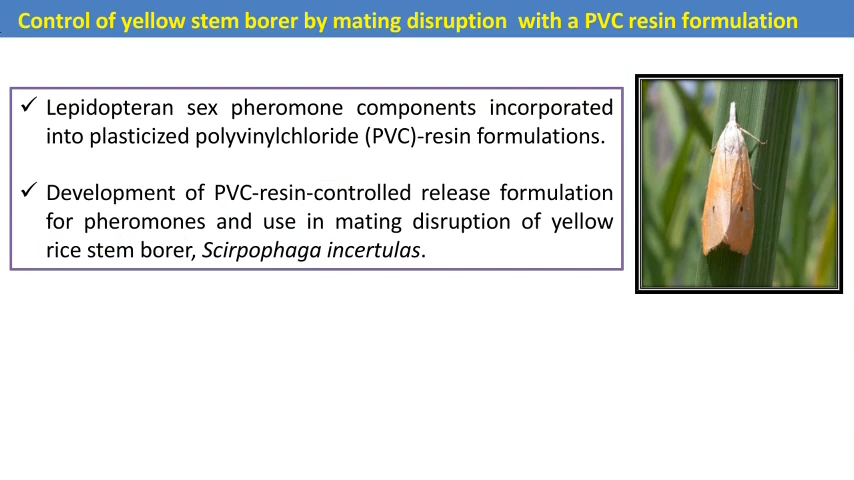 Control of yellow stem borer by mating disruption with a PVC resin formulation
✓ Lepidopteran sex pheromone components incorporated
into plasticized polyvinylchloride (PVC)-resin formulations.
✓ Development of PVC-resin-controlled release formulation
for pheromones and use in mating disruption of yellow
rice stem borer, Scirpophaga incertulas.